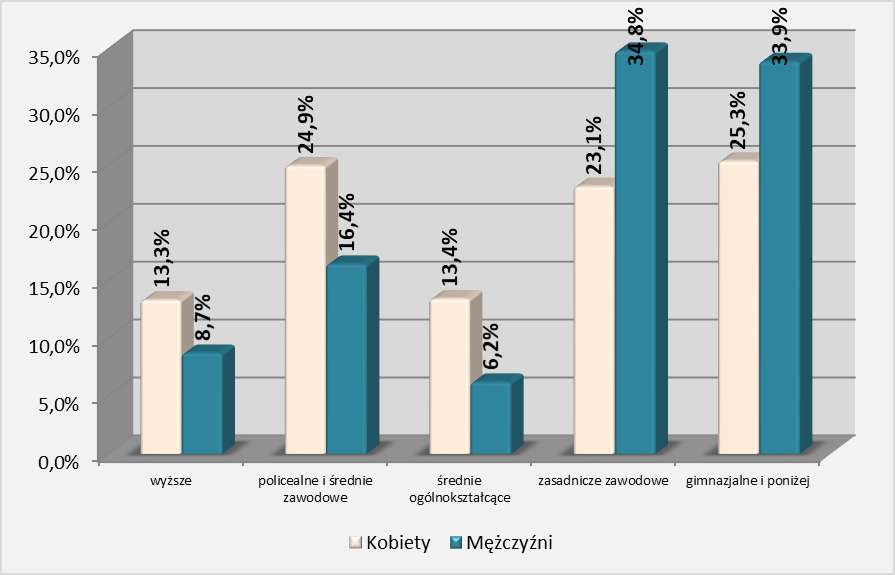 35,0%
30,0%
25,0%
20,0%
15,0%
10,0%
5,0%
0,0%
13,3%
8,7%
24,9%
16,4%
13,4%
6,2%
23,1%
34,8%
25,3%
33,9%
wyższe
policealne i średnie
zawodowe
średnie
ogólnokształcące
zasadnicze zawodowe
gimnazjalne i poniżej
Kobiety
Mężczyźni